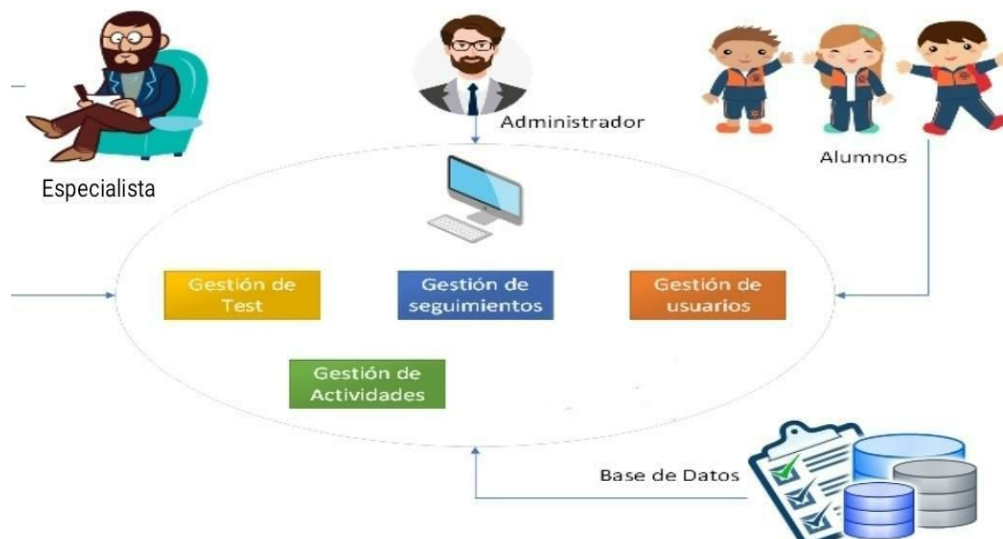 Administrador
Alumnos
Especialista
Gestión de
Test
Gestión de
seguimientos
Gestión de
usuarios
Gestión de
Actividades
Base de Datos